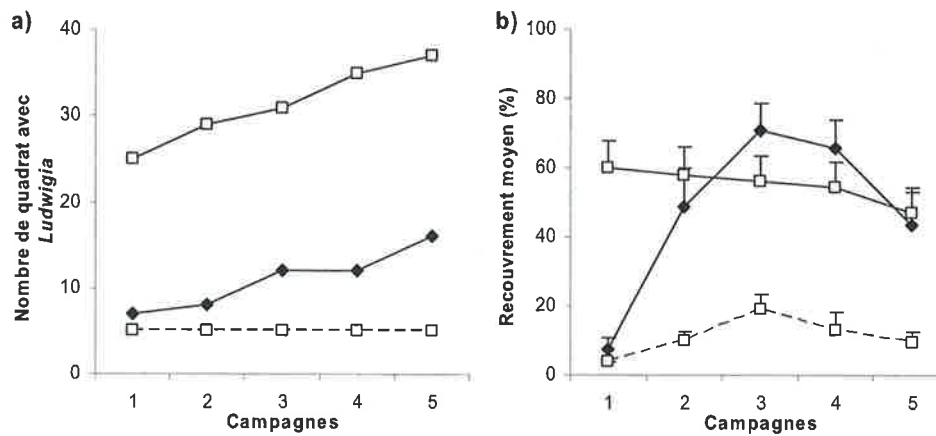 a)
Nombre de quadrat avec
Ludwigia
40
30
20
10
0
1 2 3 4 5
Campagnes
b)
Recouvrement moyen (%)
100
80
60
40
20
0
1 2 3 4 5
Campagnes